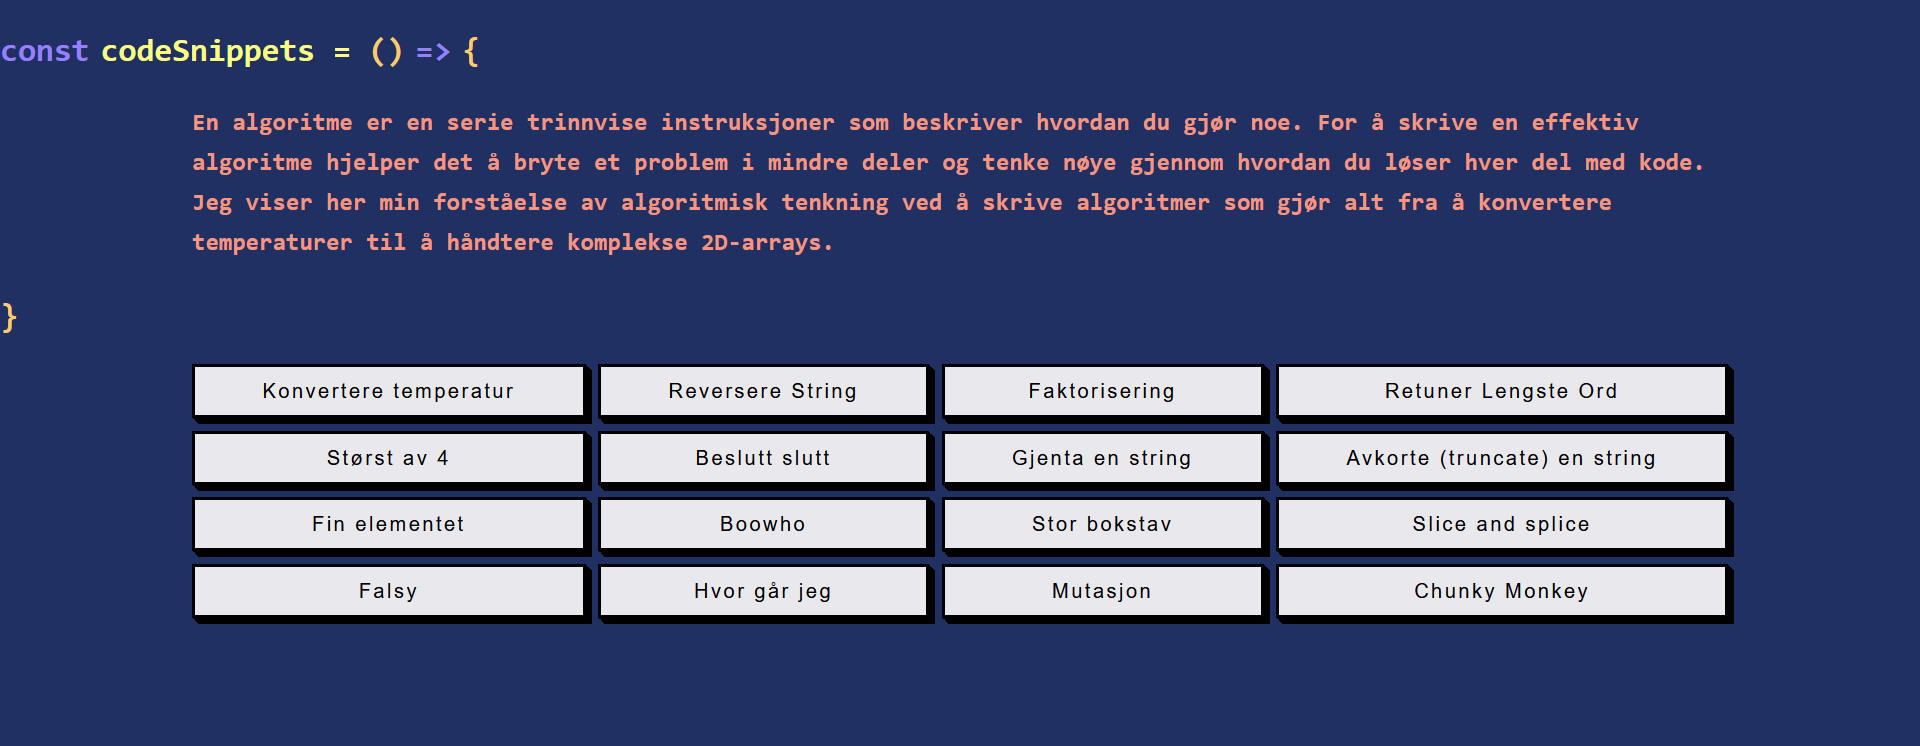 const codeSnippets = () => {
En algoritme er en serie trinnvise instruksjoner som beskriver hvordan du gjør noe. For å skrive en effektiv
algoritme hjelper det å bryte et problem i mindre deler og tenke nøye gjennom hvordan du løser hver del med kode.
Jeg viser her min forståelse av algoritmisk tenkning ved å skrive algoritmer som gjør alt fra å konvertere
temperaturer til å håndtere komplekse 2D-arrays.
}
Konvertere temperatur Reversere String Faktorisering Retuner Lengste Ord
Størst av 4 Beslutt slutt Gjenta en string Avkorte (truncate) en string
Fin elementet Boowho Stor bokstav Slice and splice
Falsy Hvor går jeg Mutasjon Chunky Monkey